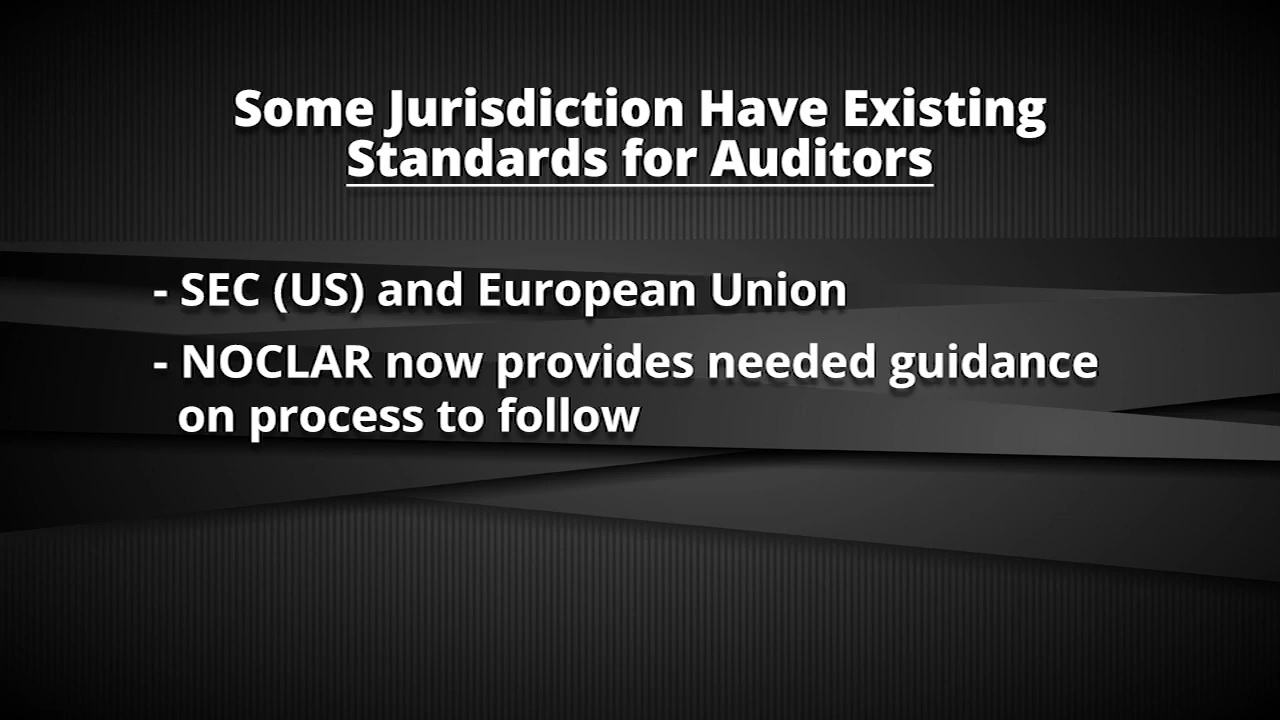 Some Jurisdiction Have Existing
Standards for Auditors
- SEC (US) and European Union
- NOCLAR now provides needed guidance
on process to follow